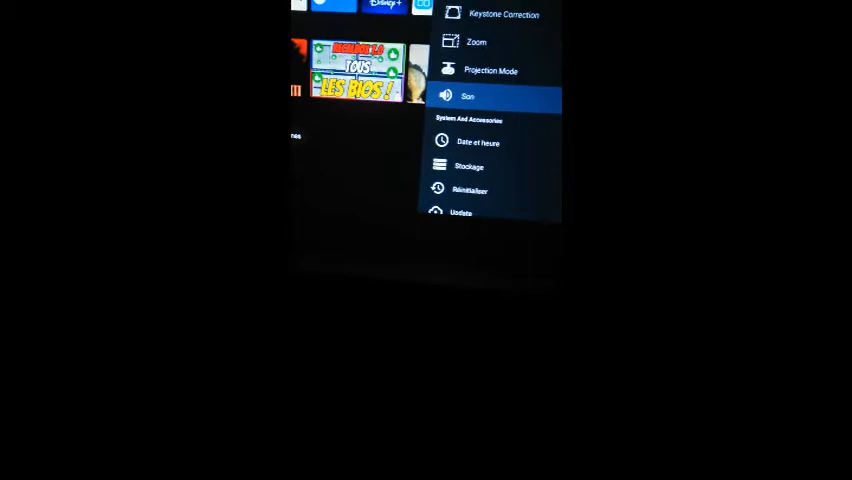 Disney+
Keystone Correction
Zoom
Projection Mode
TOUS
LES BIOS !
Son
System And Accessories
Date et heure
Stockage
Réinitialiser
Update